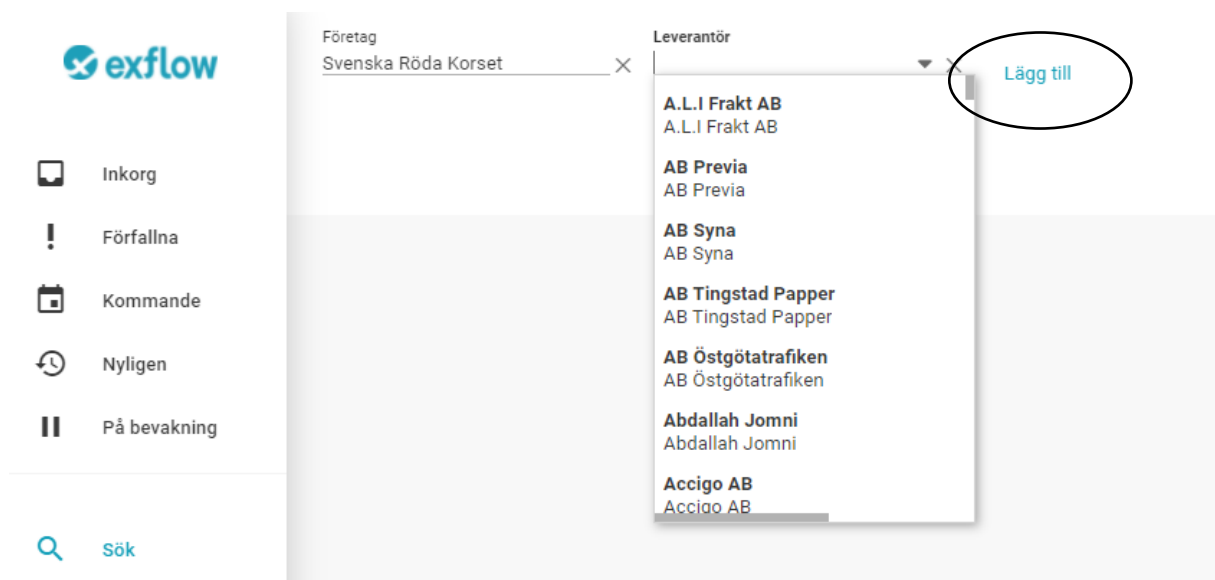 exflow
Företag
Svenska Röda Korset
Leverantör
Lägg till
A.L.I Frakt AB
A.L.I Frakt AB
AB Previa
AB Previa
AB Syna
AB Syna
AB Tingstad Papper
AB Tingstad Papper
AB Östgötatrafiken
AB Östgötatrafiken
Abdallah Jomni
Abdallah Jomni
Accigo AB
Accigo AB
Inkorg
Förfallna
Kommande
Nyligen
På bevakning
Sök